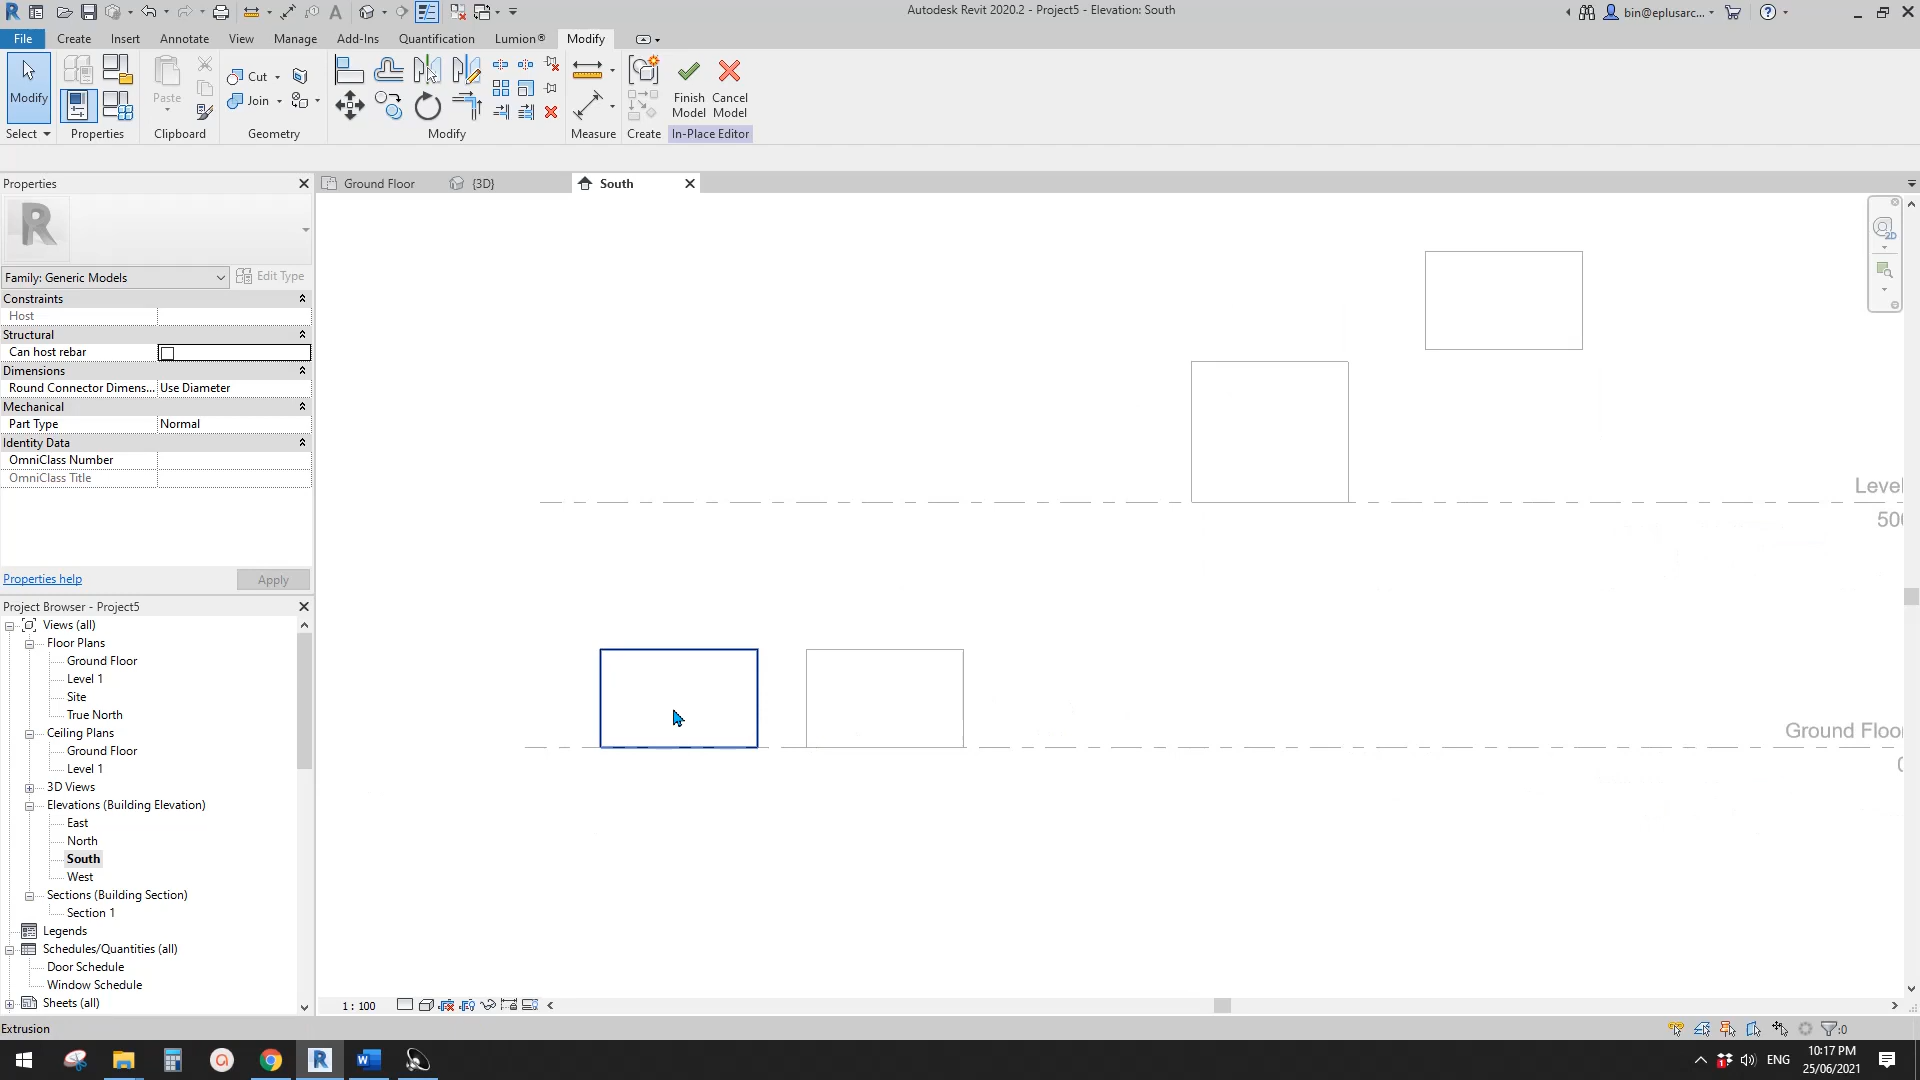 Autodesk Revit 2020.2 - Project5 - Elevation: South
bin@eplusarc...
File Create Insert Annotate View Manage Add-Ins Quantification Lumion® Modify
Modify
Paste
Cut
Join
Finish Model
Cancel Model
Select Properties Clipboard Geometry Modify Measure Create In-Place Editor
Properties
Ground Floor
{3D}
South
R
Family: Generic Models
Edit Type
Constraints
Host
Structural
Can host rebar
Dimensions
Round Connector Dimens... Use Diameter
Mechanical
Part Type Normal
Identity Data
OmniClass Number
OmniClass Title
Properties help
Apply
Project Browser - Project5
Views (all)
Floor Plans
Ground Floor
Level 1
Site
True North
Ceiling Plans
Ground Floor
Level 1
3D Views
Elevations (Building Elevation)
East
North
South
West
Sections (Building Section)
Section 1
Legends
Schedules/Quantities (all)
Door Schedule
Window Schedule
Sheets (all)
2D
Level
500
Ground Floor
1 : 100
Extrusion
:0
ENG
10:17 PM
25/06/2021